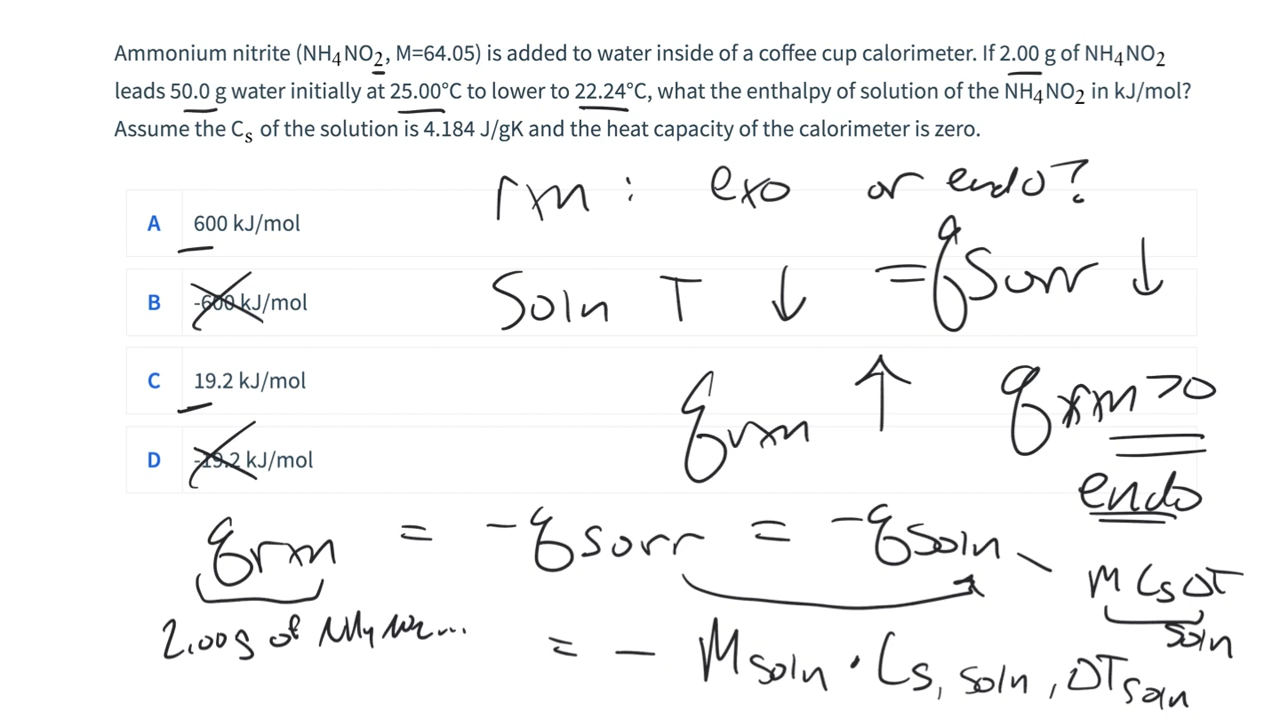 Ammonium nitrite (NH₄NO₂, M=64.05) is added to water inside of a coffee cup calorimeter. If 2.00 g of NH₄NO₂
leads 50.0 g water initially at 25.00°C to lower to 22.24°C, what the enthalpy of solution of the NH₄NO₂ in kJ/mol?
Assume the Cₛ of the solution is 4.184 J/gK and the heat capacity of the calorimeter is zero.
rxn : exo or endo?
A 600 kJ/mol
Soln T ↓ = qsurr ↓
B -600 kJ/mol
C 19.2 kJ/mol
qrxn ↑ qrxn >0
D -19.2 kJ/mol
endo
qrxn = -qsurr = -qsoln
m Cs ΔT
soln
2.00g of NH4NO2...
= - Msoln · Cs, soln , ΔTsoln